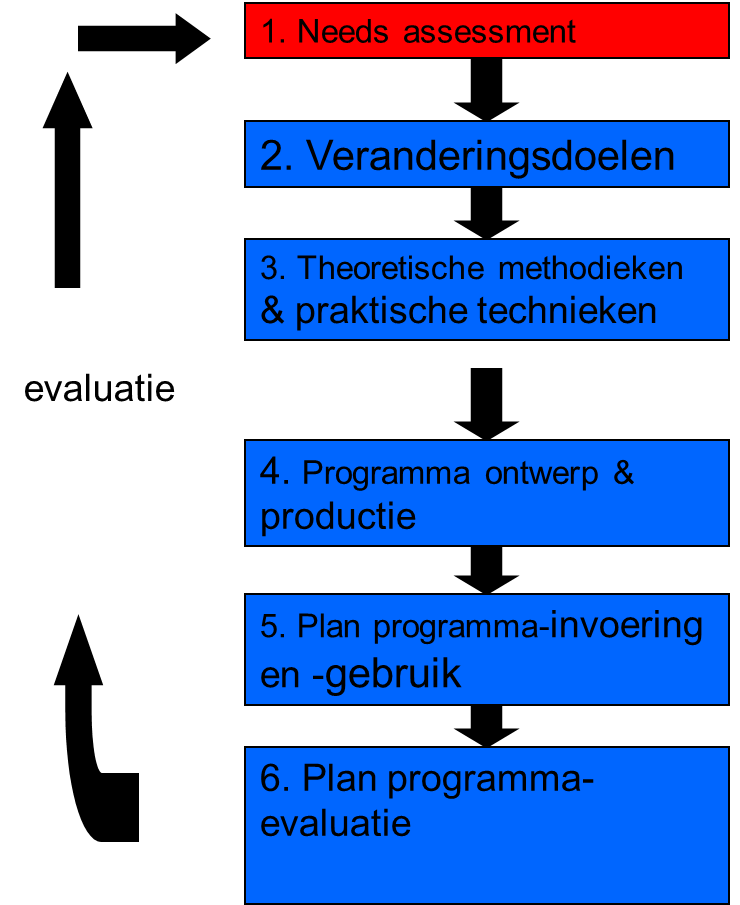 1. Needs assessment
2. Veranderingsdoelen
3. Theoretische methodieken
& praktische technieken
evaluatie
4. Programma ontwerp &
productie
5. Plan programma-invoering
en -gebruik
6. Plan programma-
evaluatie